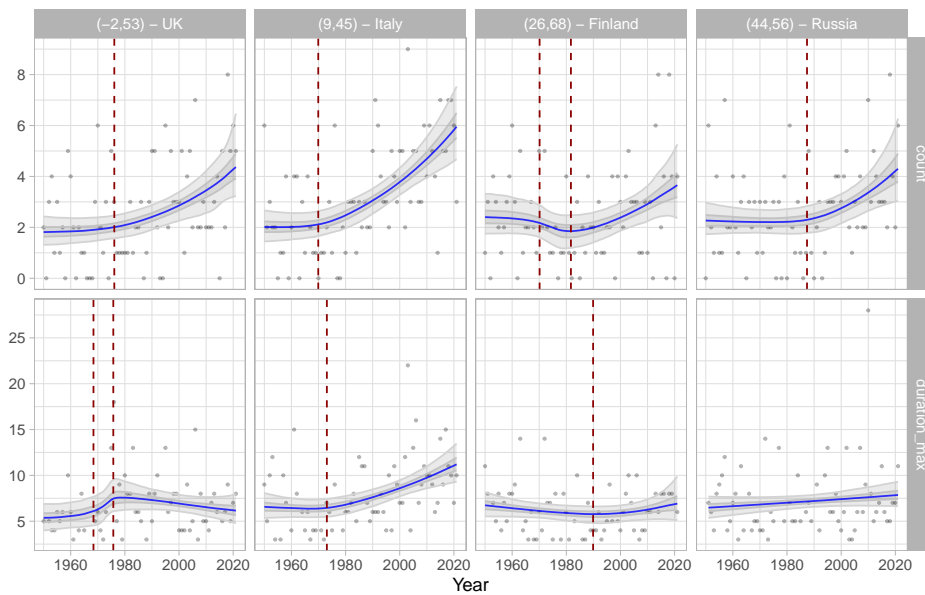 (−2,53) − UK
(9,45) − Italy
(26,68) − Finland
(44,56) − Russia
8
6
4
2
0
count
25
20
15
10
5
duration_max
1960 1980 2000 2020
1960 1980 2000 2020
1960 1980 2000 2020
1960 1980 2000 2020
Year